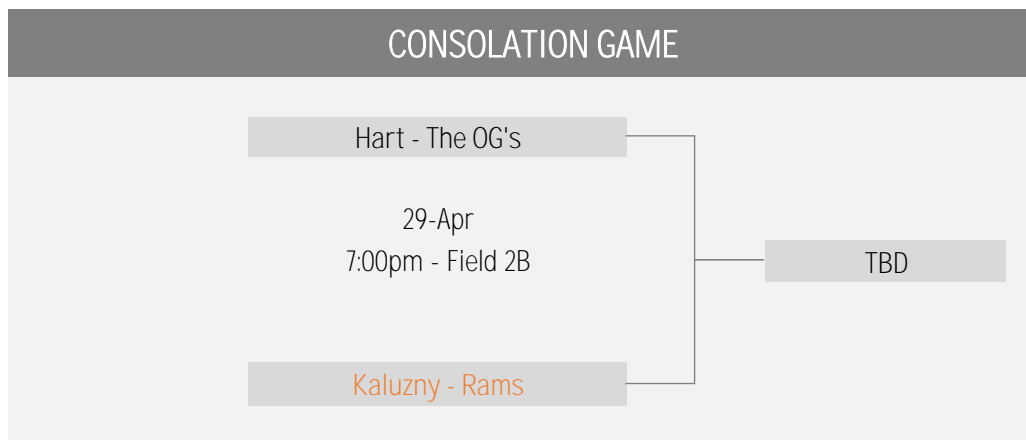 CONSOLATION GAME
Hart - The OG's
29-Apr
7:00pm - Field 2B
TBD
Kaluzny - Rams